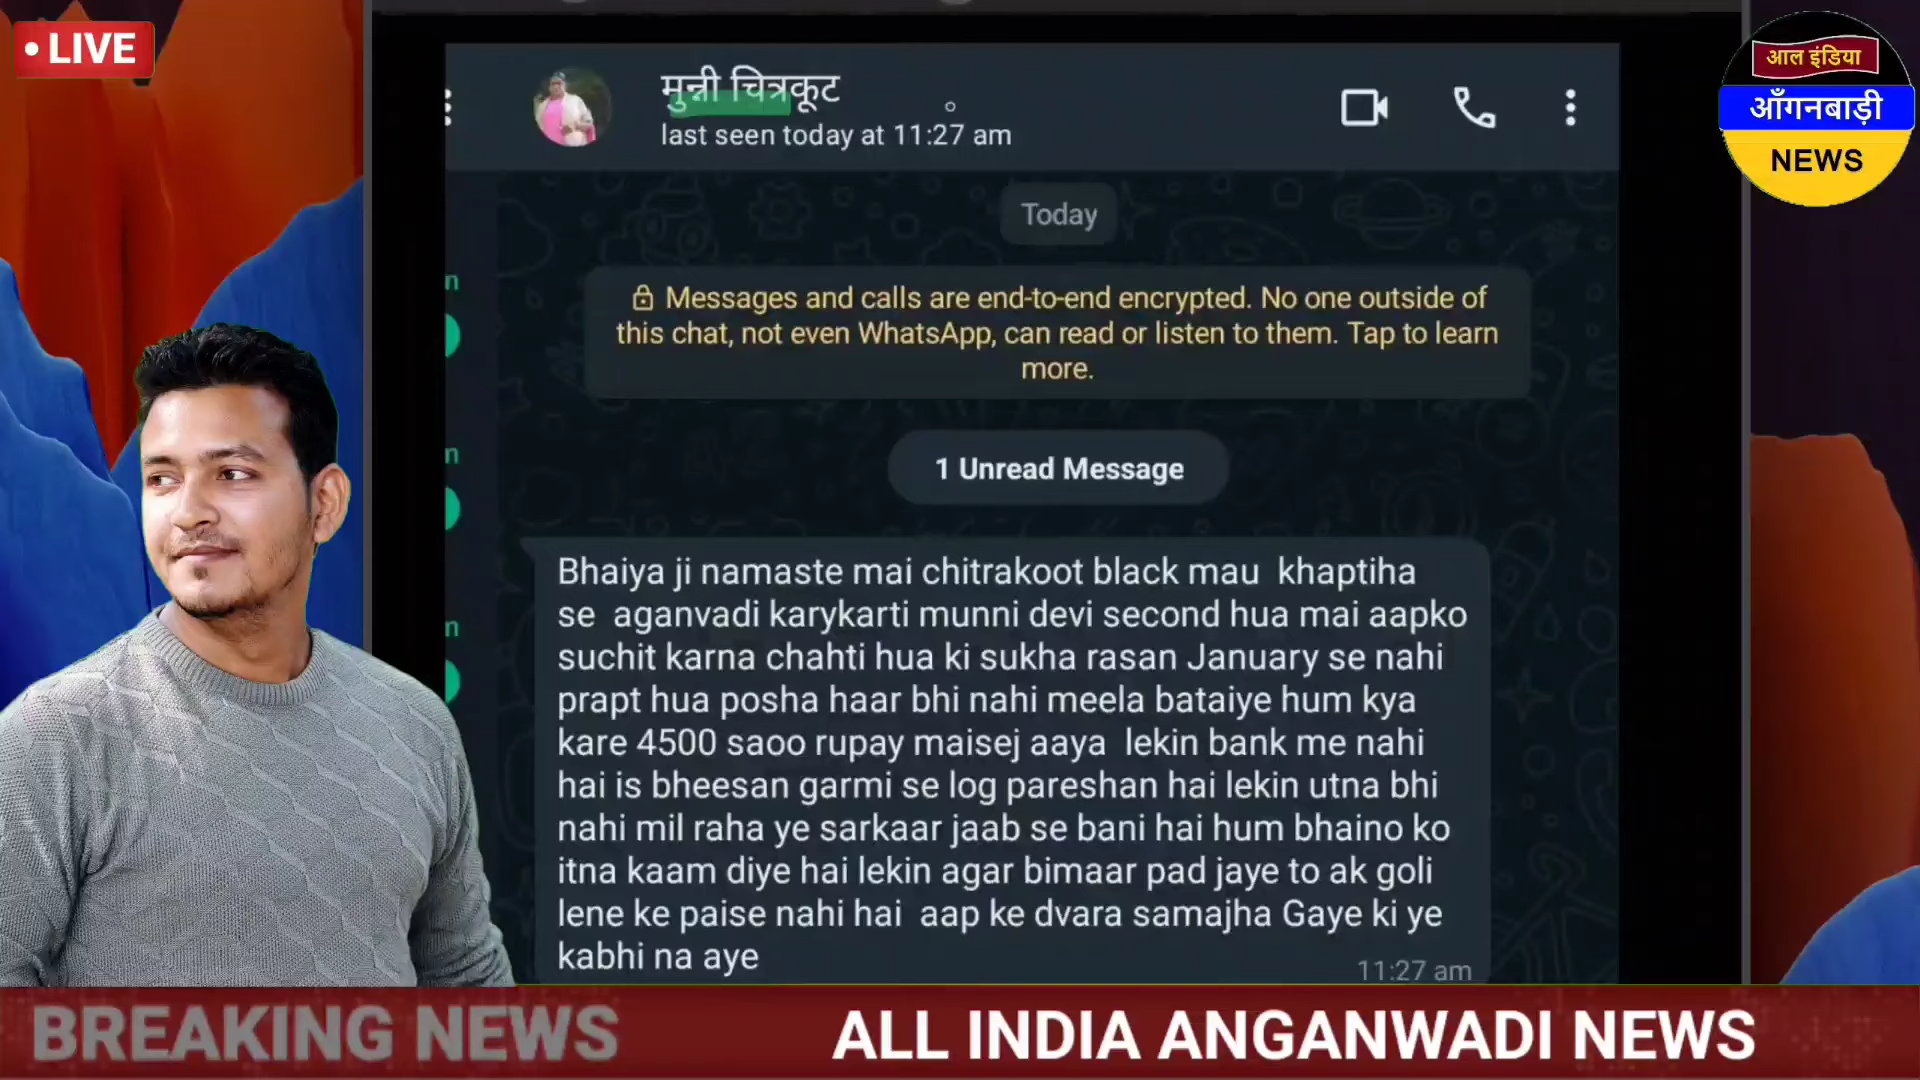 • LIVE
मुन्नी चित्रकूट
last seen today at 11:27 am
आल इंडिया
आँगनबाड़ी
NEWS
Today
Messages and calls are end-to-end encrypted. No one outside of
this chat, not even WhatsApp, can read or listen to them. Tap to learn
more.
1 Unread Message
Bhaiya ji namaste mai chitrakoot black mau khaptiha
se aganvadi karykarti munni devi second hua mai aapko
suchit karna chahti hua ki sukha rasan January se nahi
prapt hua posha haar bhi nahi meela bataiye hum kya
kare 4500 saoo rupay maisej aaya lekin bank me nahi
hai is bheesan garmi se log pareshan hai lekin utna bhi
nahi mil raha ye sarkaar jaab se bani hai hum bhaino ko
itna kaam diye hai lekin agar bimaar pad jaye to ak goli
lene ke paise nahi hai aap ke dvara samajha Gaye ki ye
kabhi na aye
11:27 am
BREAKING NEWS
ALL INDIA ANGANWADI NEWS